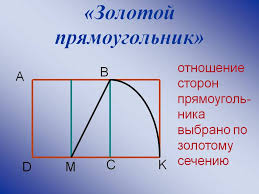 «Золотой
прямоугольник»
A
B
D
M
C
K
отношение
сторон
прямоуголь-
ника
выбрано по
золотому
сечению